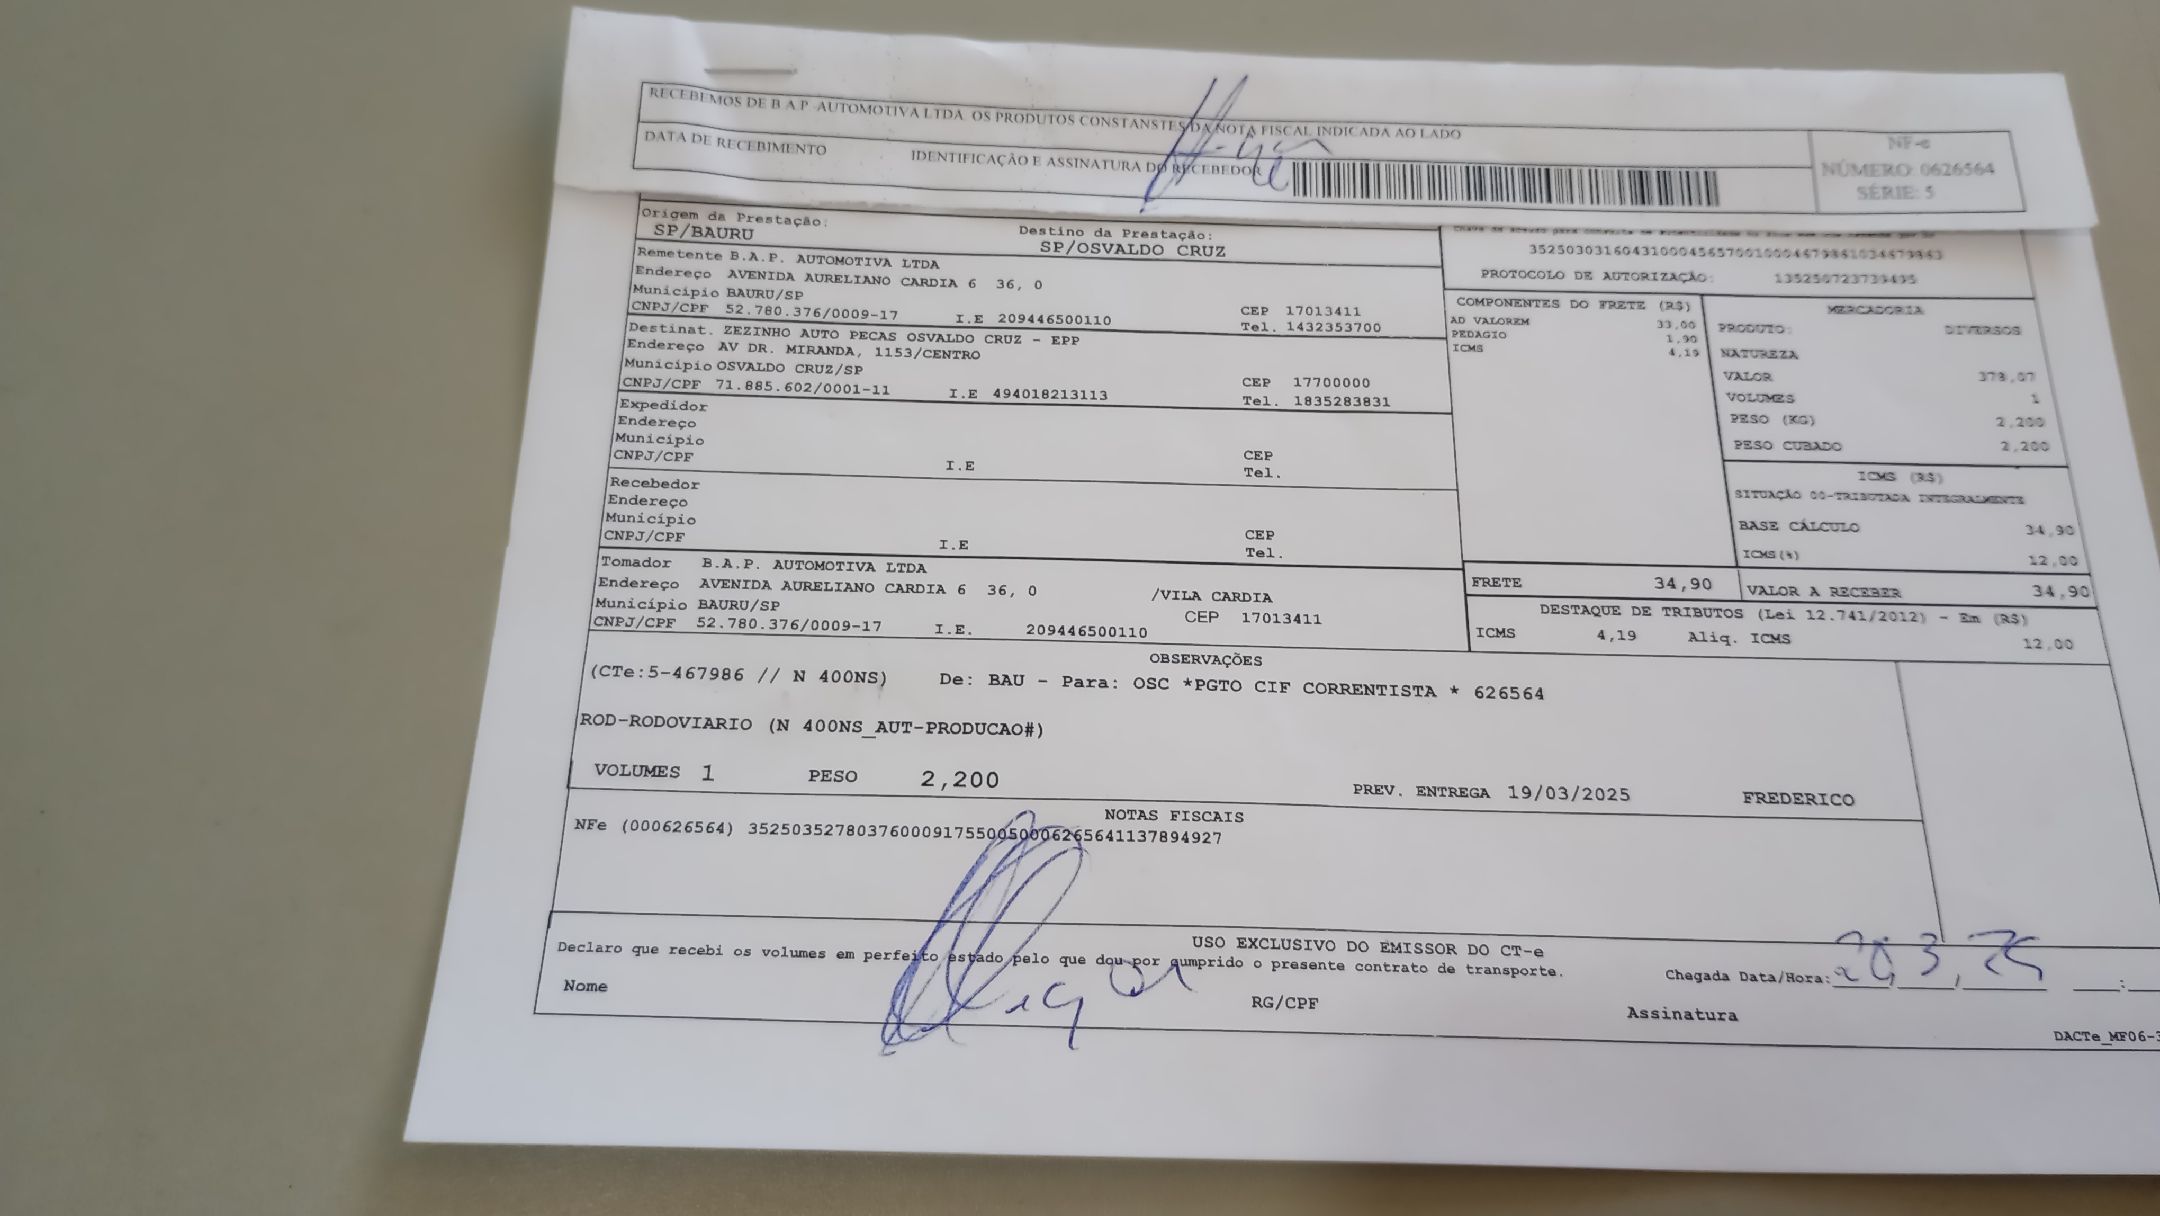 RECEBEMOS DE B A.P AUTOMOTIVA LTDA OS PRODUTOS CONSTANSTES DA NOTA FISCAL INDICADA AO LADO
DATA DE RECEBIMENTO IDENTIFICAÇÃO E ASSINATURA DO RECEBEDOR
NF-e
NÚMERO: 0626564
SÉRIE: 5
Origem da Prestação: Destino da Prestação:
SP/BAURU SP/OSVALDO CRUZ
Remetente B.A.P. AUTOMOTIVA LTDA
Endereço AVENIDA AURELIANO CARDIA 6 36, 0
Municipio BAURU/SP CEP 17013411
CNPJ/CPF 52.780.376/0009-17 I.E 209446500110 Tel. 1432353700
Destinat. ZEZINHO AUTO PECAS OSVALDO CRUZ - EPP
Endereço AV DR. MIRANDA, 1153/CENTRO
Municipio OSVALDO CRUZ/SP CEP 17700000
CNPJ/CPF 71.885.602/0001-11 I.E 494018213113 Tel. 1835283831
Expedidor
Endereço
Municipio
CNPJ/CPF I.E CEP
Tel.
Recebedor
Endereço
Município
CNPJ/CPF I.E CEP
Tel.
Tomador B.A.P. AUTOMOTIVA LTDA
Endereço AVENIDA AURELIANO CARDIA 6 36, 0 /VILA CARDIA
Município BAURU/SP CEP 17013411
CNPJ/CPF 52.780.376/0009-17 I.E. 209446500110
PROTOCOLO DE AUTORIZAÇÃO: 135250723739495
COMPONENTES DO FRETE (R$)
AD VALOREM 33,00
PEDAGIO 1,90
ICMS 4,19
MERCADORIA
PRODUTO: DIVERSOS
NATUREZA
VALOR 378,07
VOLUMES 1
PESO (KG) 2,200
PESO CUBADO 2,200
ICMS (R$)
SITUAÇÃO 00-TRIBUTADA INTEGRALMENTE
BASE CÁLCULO 34,90
ICMS(%) 12,00
FRETE 34,90 VALOR A RECEBER 34,90
DESTAQUE DE TRIBUTOS (Lei 12.741/2012) - Em (R$)
ICMS 4,19 Aliq. ICMS 12,00
OBSERVAÇÕES
(CTe:5-467986 // N 400NS) De: BAU - Para: OSC *PGTO CIF CORRENTISTA * 626564
ROD-RODOVIARIO (N 400NS_AUT-PRODUCAO#)
VOLUMES 1 PESO 2,200 PREV. ENTREGA 19/03/2025 FREDERICO
NOTAS FISCAIS
NFe (000626564) 35250352780376000917550050006265641137894927
USO EXCLUSIVO DO EMISSOR DO CT-e
Declaro que recebi os volumes em perfeito estado pelo que dou por cumprido o presente contrato de transporte.
Chegada Data/Hora: 20, 3, 25 :
Nome RG/CPF Assinatura
DACTe_MF06-3